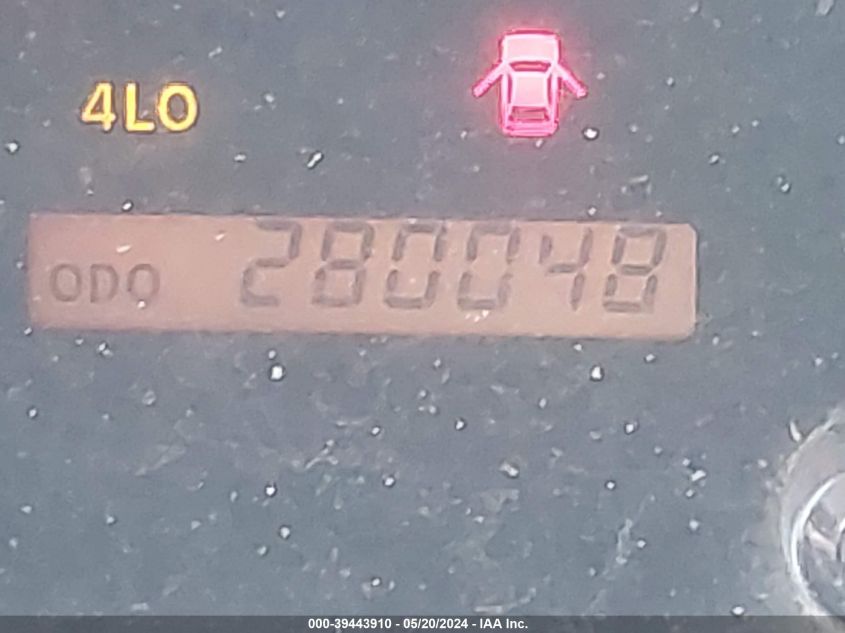 4LO
ODO 280048
000-39443910 - 05/20/2024 - IAA Inc.